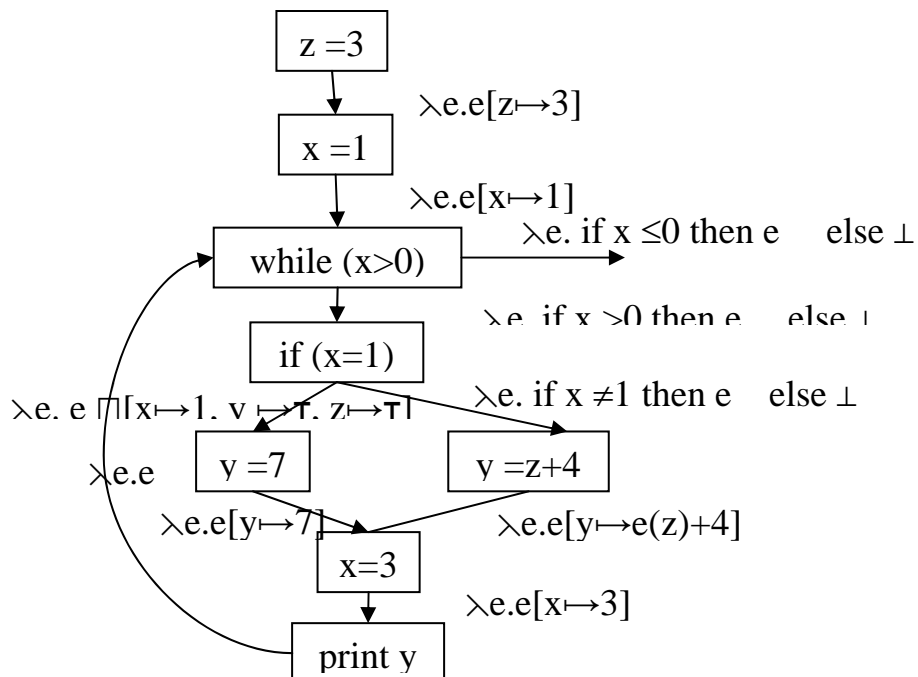 z =3
λe.e[z↦3]
x =1
λe.e[x↦1]
λe. if x ≤0 then e else ⊥
while (x>0)
λe. if x >0 then e else ⊥
if (x=1)
λe. if x ≠1 then e else ⊥
λe. e ⊓[x↦1, y↦⊤, z↦⊤]
y =7
y =z+4
λe.e
λe.e[y↦7]
λe.e[y↦e(z)+4]
x=3
λe.e[x↦3]
print y